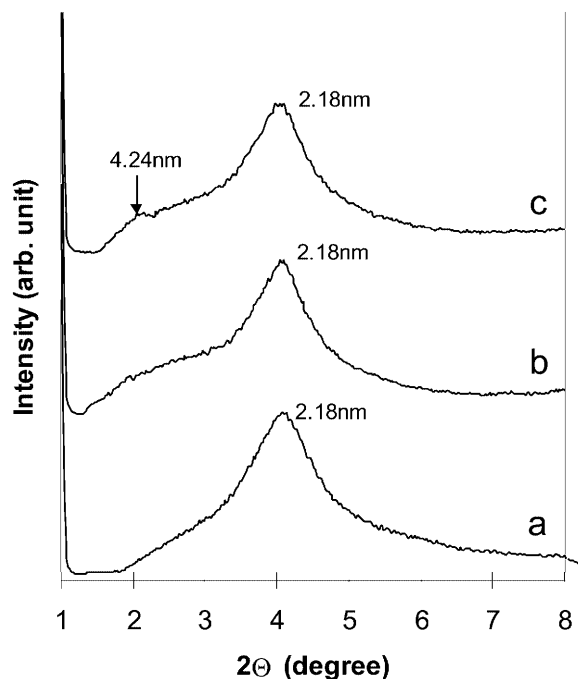 2.18nm
4.24nm
c
2.18nm
b
2.18nm
a
Intensity (arb. unit)
1 2 3 4 5 6 7 8
2Θ (degree)